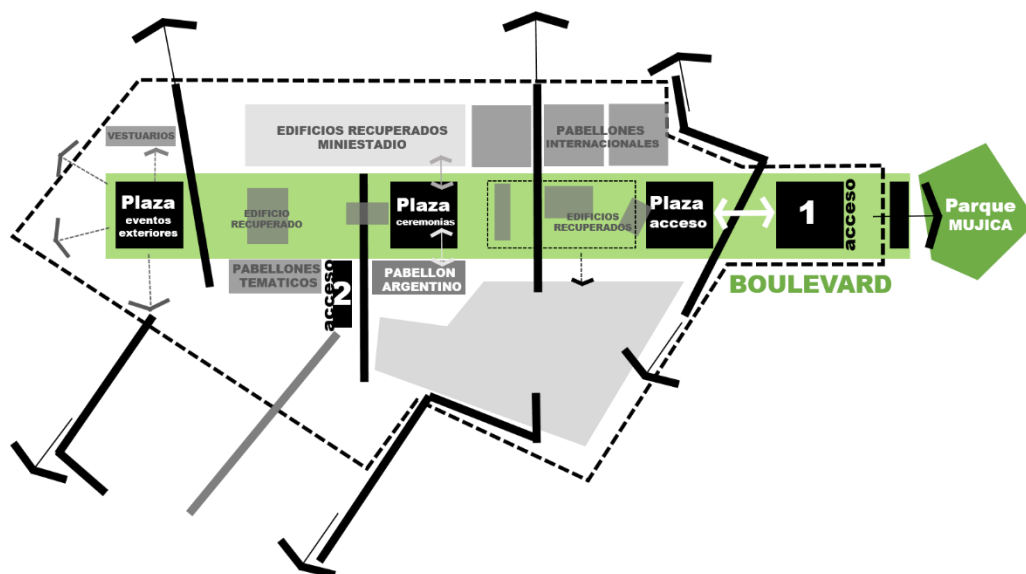 VESTUARIOS
EDIFICIOS RECUPERADOS
MINIESTADIO
PABELLONES
INTERNACIONALES
Plaza
eventos
exteriores
EDIFICIO
RECUPERADO
Plaza
ceremonias
EDIFICIOS
RECUPERADOS
Plaza
acceso
1
acceso
Parque
MUJICA
PABELLONES
TEMATICOS
acceso
2
PABELLON
ARGENTINO
BOULEVARD